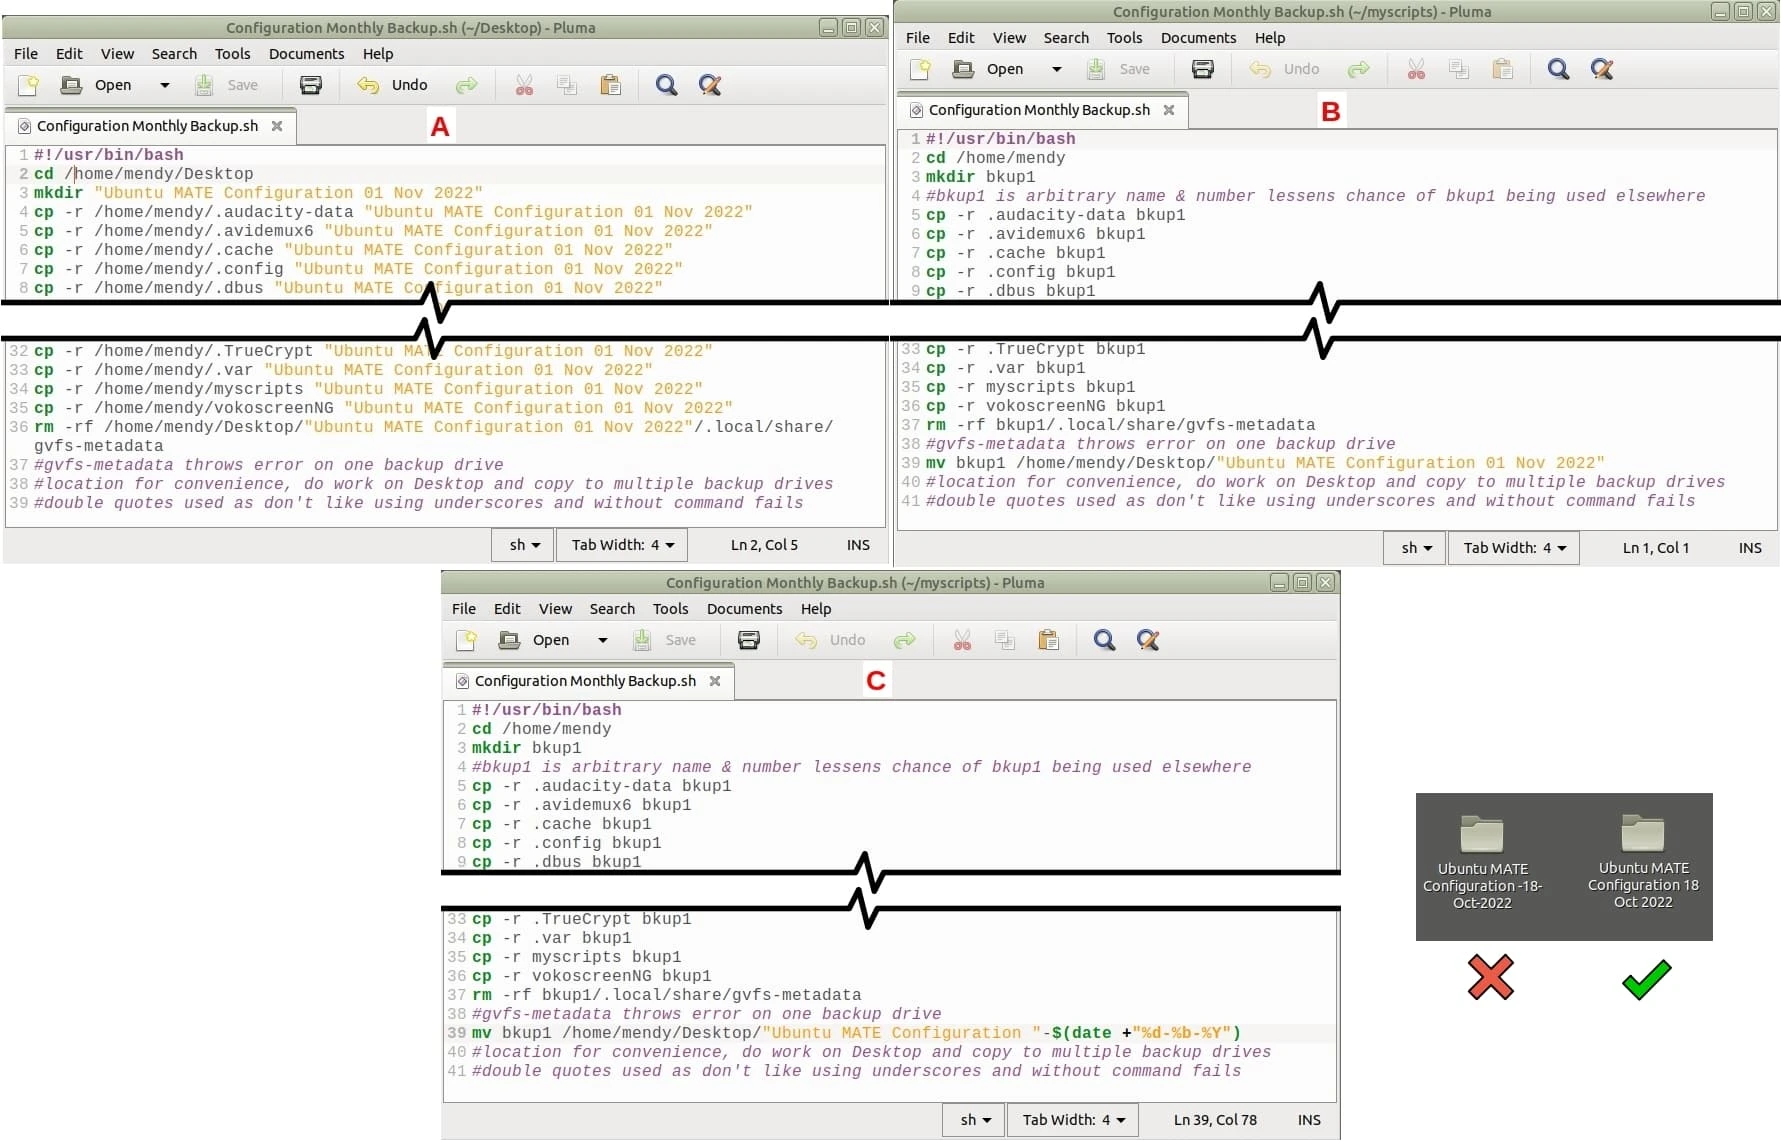 Configuration Monthly Backup.sh (~/Desktop) - Pluma
File Edit View Search Tools Documents Help
Open Save Undo
Configuration Monthly Backup.sh
A
1 #!/usr/bin/bash
2 cd /home/mendy/Desktop
3 mkdir "Ubuntu MATE Configuration 01 Nov 2022"
4 cp -r /home/mendy/.audacity-data "Ubuntu MATE Configuration 01 Nov 2022"
5 cp -r /home/mendy/.avidemux6 "Ubuntu MATE Configuration 01 Nov 2022"
6 cp -r /home/mendy/.cache "Ubuntu MATE Configuration 01 Nov 2022"
7 cp -r /home/mendy/.config "Ubuntu MATE Configuration 01 Nov 2022"
8 cp -r /home/mendy/.dbus "Ubuntu MATE Configuration 01 Nov 2022"
32 cp -r /home/mendy/.TrueCrypt "Ubuntu MATE Configuration 01 Nov 2022"
33 cp -r /home/mendy/.var "Ubuntu MATE Configuration 01 Nov 2022"
34 cp -r /home/mendy/myscripts "Ubuntu MATE Configuration 01 Nov 2022"
35 cp -r /home/mendy/vokoscreenNG "Ubuntu MATE Configuration 01 Nov 2022"
36 rm -rf /home/mendy/Desktop/"Ubuntu MATE Configuration 01 Nov 2022"/.local/share/
gvfs-metadata
37 #gvfs-metadata throws error on one backup drive
38 #location for convenience, do work on Desktop and copy to multiple backup drives
39 #double quotes used as don't like using underscores and without command fails
sh Tab Width: 4 Ln 2, Col 5 INS
Configuration Monthly Backup.sh (~/myscripts) - Pluma
File Edit View Search Tools Documents Help
Open Save Undo
Configuration Monthly Backup.sh
B
1 #!/usr/bin/bash
2 cd /home/mendy
3 mkdir bkup1
4 #bkup1 is arbitrary name & number lessens chance of bkup1 being used elsewhere
5 cp -r .audacity-data bkup1
6 cp -r .avidemux6 bkup1
7 cp -r .cache bkup1
8 cp -r .config bkup1
9 cp -r .dbus bkup1
33 cp -r .TrueCrypt bkup1
34 cp -r .var bkup1
35 cp -r myscripts bkup1
36 cp -r vokoscreenNG bkup1
37 rm -rf bkup1/.local/share/gvfs-metadata
38 #gvfs-metadata throws error on one backup drive
39 mv bkup1 /home/mendy/Desktop/"Ubuntu MATE Configuration 01 Nov 2022"
40 #location for convenience, do work on Desktop and copy to multiple backup drives
41 #double quotes used as don't like using underscores and without command fails
sh Tab Width: 4 Ln 1, Col 1 INS
Configuration Monthly Backup.sh (~/myscripts) - Pluma
File Edit View Search Tools Documents Help
Open Save Undo
Configuration Monthly Backup.sh
C
1 #!/usr/bin/bash
2 cd /home/mendy
3 mkdir bkup1
4 #bkup1 is arbitrary name & number lessens chance of bkup1 being used elsewhere
5 cp -r .audacity-data bkup1
6 cp -r .avidemux6 bkup1
7 cp -r .cache bkup1
8 cp -r .config bkup1
9 cp -r .dbus bkup1
33 cp -r .TrueCrypt bkup1
34 cp -r .var bkup1
35 cp -r myscripts bkup1
36 cp -r vokoscreenNG bkup1
37 rm -rf bkup1/.local/share/gvfs-metadata
38 #gvfs-metadata throws error on one backup drive
39 mv bkup1 /home/mendy/Desktop/"Ubuntu MATE Configuration "-$(date +"%d-%b-%Y")
40 #location for convenience, do work on Desktop and copy to multiple backup drives
41 #double quotes used as don't like using underscores and without command fails
sh Tab Width: 4 Ln 39, Col 78 INS
Ubuntu MATE
Configuration -18-
Oct-2022
Ubuntu MATE
Configuration 18
Oct 2022